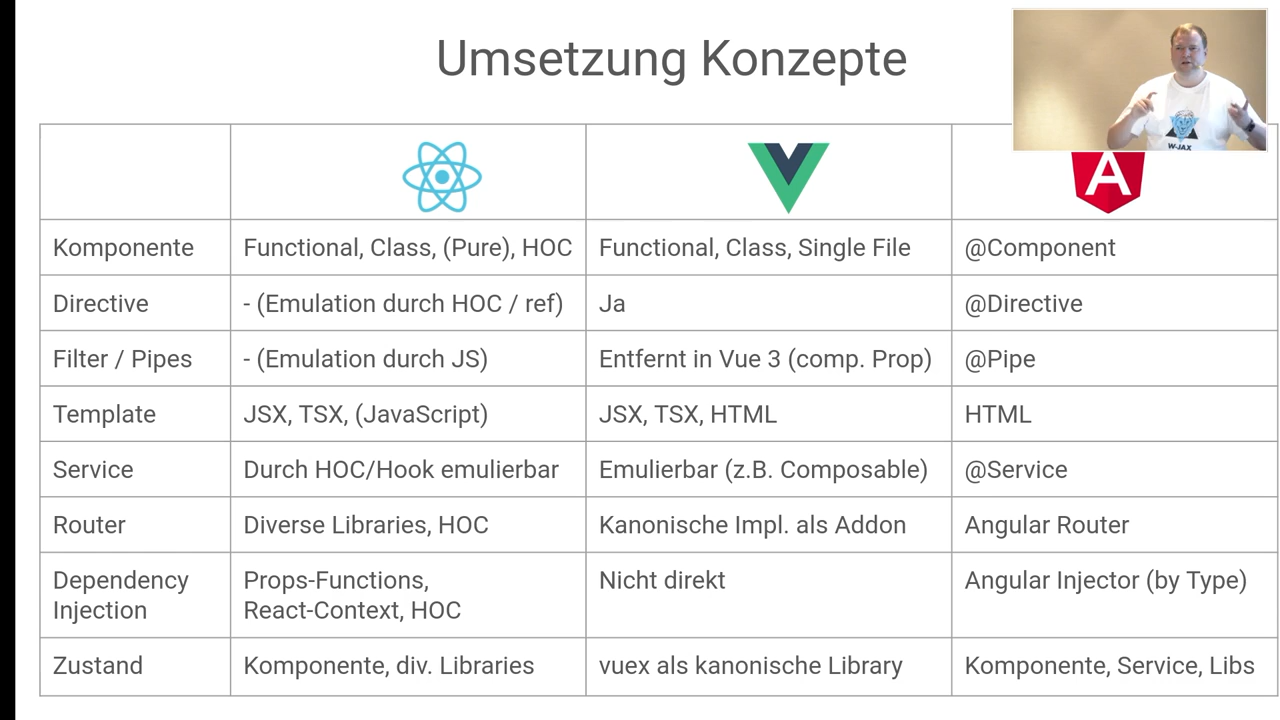 Umsetzung Konzepte
W-JAX
A
Komponente
Functional, Class, (Pure), HOC
Functional, Class, Single File
@Component
Directive
- (Emulation durch HOC / ref)
Ja
@Directive
Filter / Pipes
- (Emulation durch JS)
Entfernt in Vue 3 (comp. Prop)
@Pipe
Template
JSX, TSX, (JavaScript)
JSX, TSX, HTML
HTML
Service
Durch HOC/Hook emulierbar
Emulierbar (z.B. Composable)
@Service
Router
Diverse Libraries, HOC
Kanonische Impl. als Addon
Angular Router
Dependency
Injection
Props-Functions,
React-Context, HOC
Nicht direkt
Angular Injector (by Type)
Zustand
Komponente, div. Libraries
vuex als kanonische Library
Komponente, Service, Libs